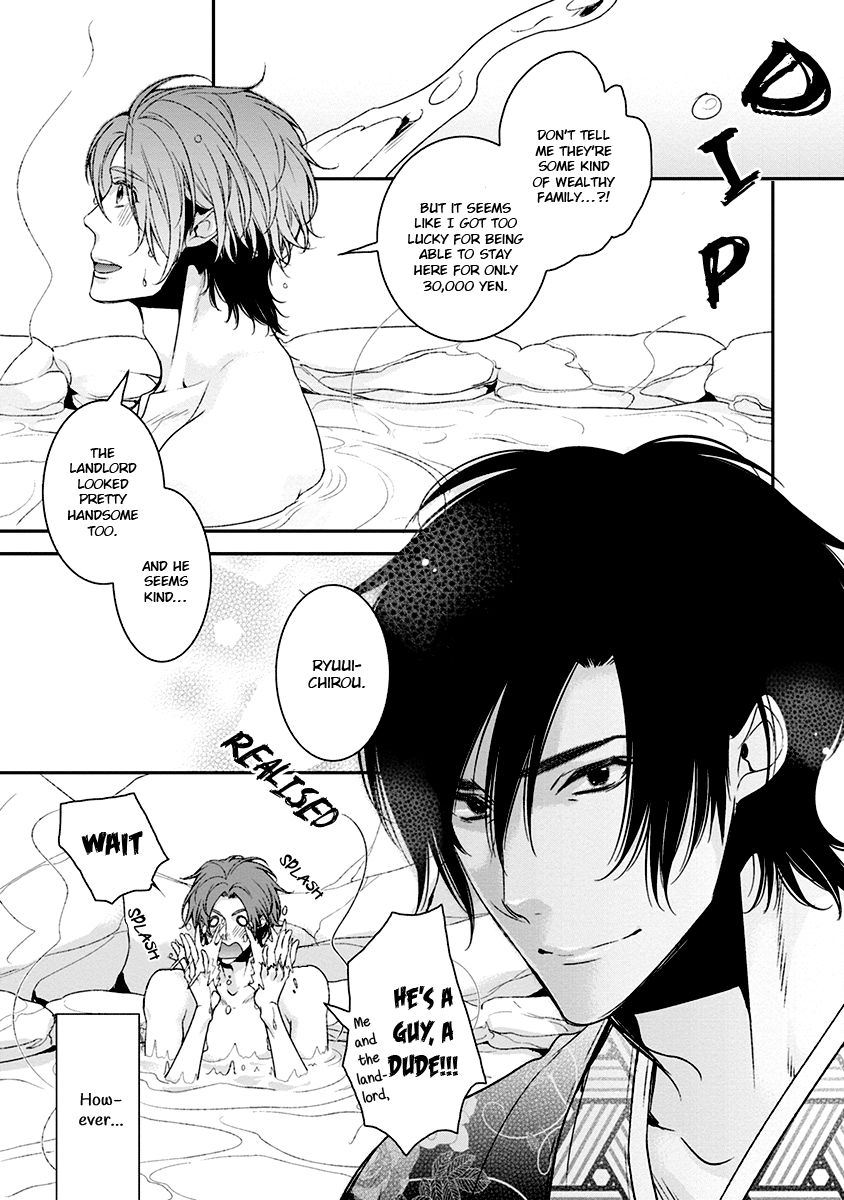 DIP
DON'T TELL
ME THEY'RE
SOME KIND
OF WEALTHY
FAMILY...?!
BUT IT SEEMS
LIKE I GOT TOO
LUCKY FOR BEING
ABLE TO STAY
HERE FOR ONLY
30,000 YEN.
THE
LANDLORD
LOOKED
PRETTY
HANDSOME
TOO.
AND HE
SEEMS
KIND...
RYUUI-
CHIROU.
REALISED
WAIT
SPLASH
SPLASH
HE'S A
GUY, A
DUDE!!!
Me
and
the
land-
lord,
How-
ever...